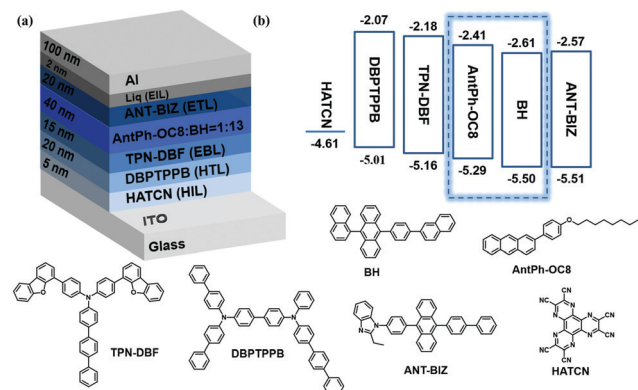 (a)
100 nm
2 nm
20 nm
40 nm
15 nm
20 nm
5 nm
Al
Liq (EIL)
ANT-BIZ (ETL)
AntPh-OC8:BH=1:13
TPN-DBF (EBL)
DBPTPPB (HTL)
HATCN (HIL)
ITO
Glass
(b)
HATCN
-4.61
-2.07
DBPTPPB
-5.01
-2.18
TPN-DBF
-5.16
-2.41
AntPh-OC8
-5.29
-2.61
BH
-5.50
-2.57
ANT-BIZ
-5.51
BH
O
AntPh-OC8
O
N
O
TPN-DBF
N
N
DBPTPPB
N
N
ANT-BIZ
CN
CN
N
N
NC
N
N
CN
NC
N
N
CN
HATCN